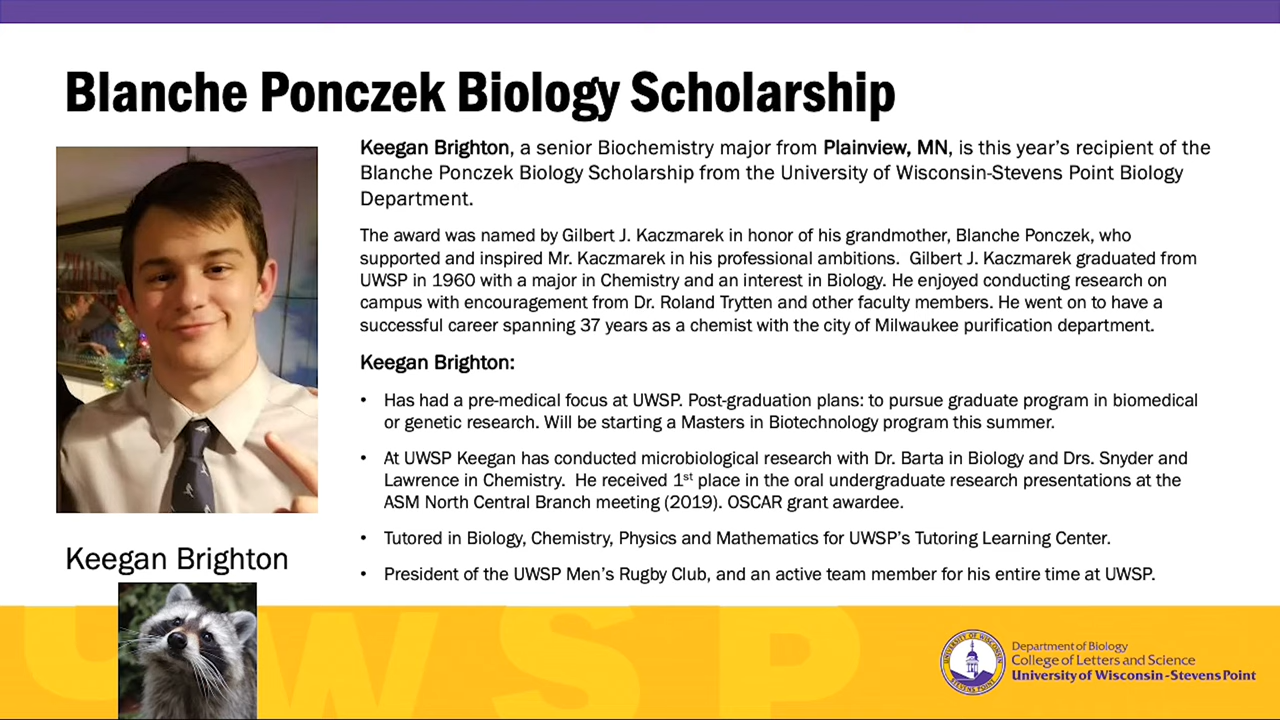 Blanche Ponczek Biology Scholarship
Keegan Brighton, a senior Biochemistry major from Plainview, MN, is this year's recipient of the
Blanche Ponczek Biology Scholarship from the University of Wisconsin-Stevens Point Biology
Department.
The award was named by Gilbert J. Kaczmarek in honor of his grandmother, Blanche Ponczek, who
supported and inspired Mr. Kaczmarek in his professional ambitions.  Gilbert J. Kaczmarek graduated from
UWSP in 1960 with a major in Chemistry and an interest in Biology. He enjoyed conducting research on
campus with encouragement from Dr. Roland Trytten and other faculty members. He went on to have a
successful career spanning 37 years as a chemist with the city of Milwaukee purification department.
Keegan Brighton:
• Has had a pre-medical focus at UWSP. Post-graduation plans: to pursue graduate program in biomedical
or genetic research. Will be starting a Masters in Biotechnology program this summer.
• At UWSP Keegan has conducted microbiological research with Dr. Barta in Biology and Drs. Snyder and
Lawrence in Chemistry.  He received 1st place in the oral undergraduate research presentations at the
ASM North Central Branch meeting (2019). OSCAR grant awardee.
• Tutored in Biology, Chemistry, Physics and Mathematics for UWSP's Tutoring Learning Center.
• President of the UWSP Men's Rugby Club, and an active team member for his entire time at UWSP.
Keegan Brighton
UWSP
UNIVERSITY OF WISCONSIN
STEVENS POINT
Department of Biology
College of Letters and Science
University of Wisconsin-Stevens Point